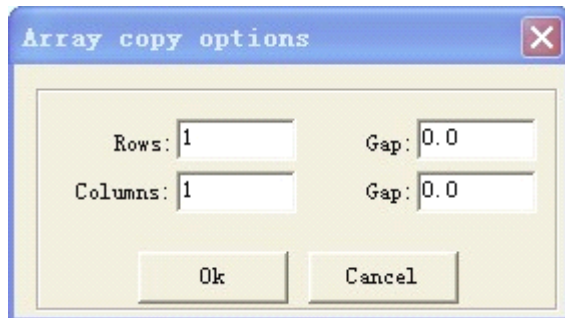 Array copy options
Rows: 1 Gap: 0.0
Columns: 1 Gap: 0.0
Ok Cancel